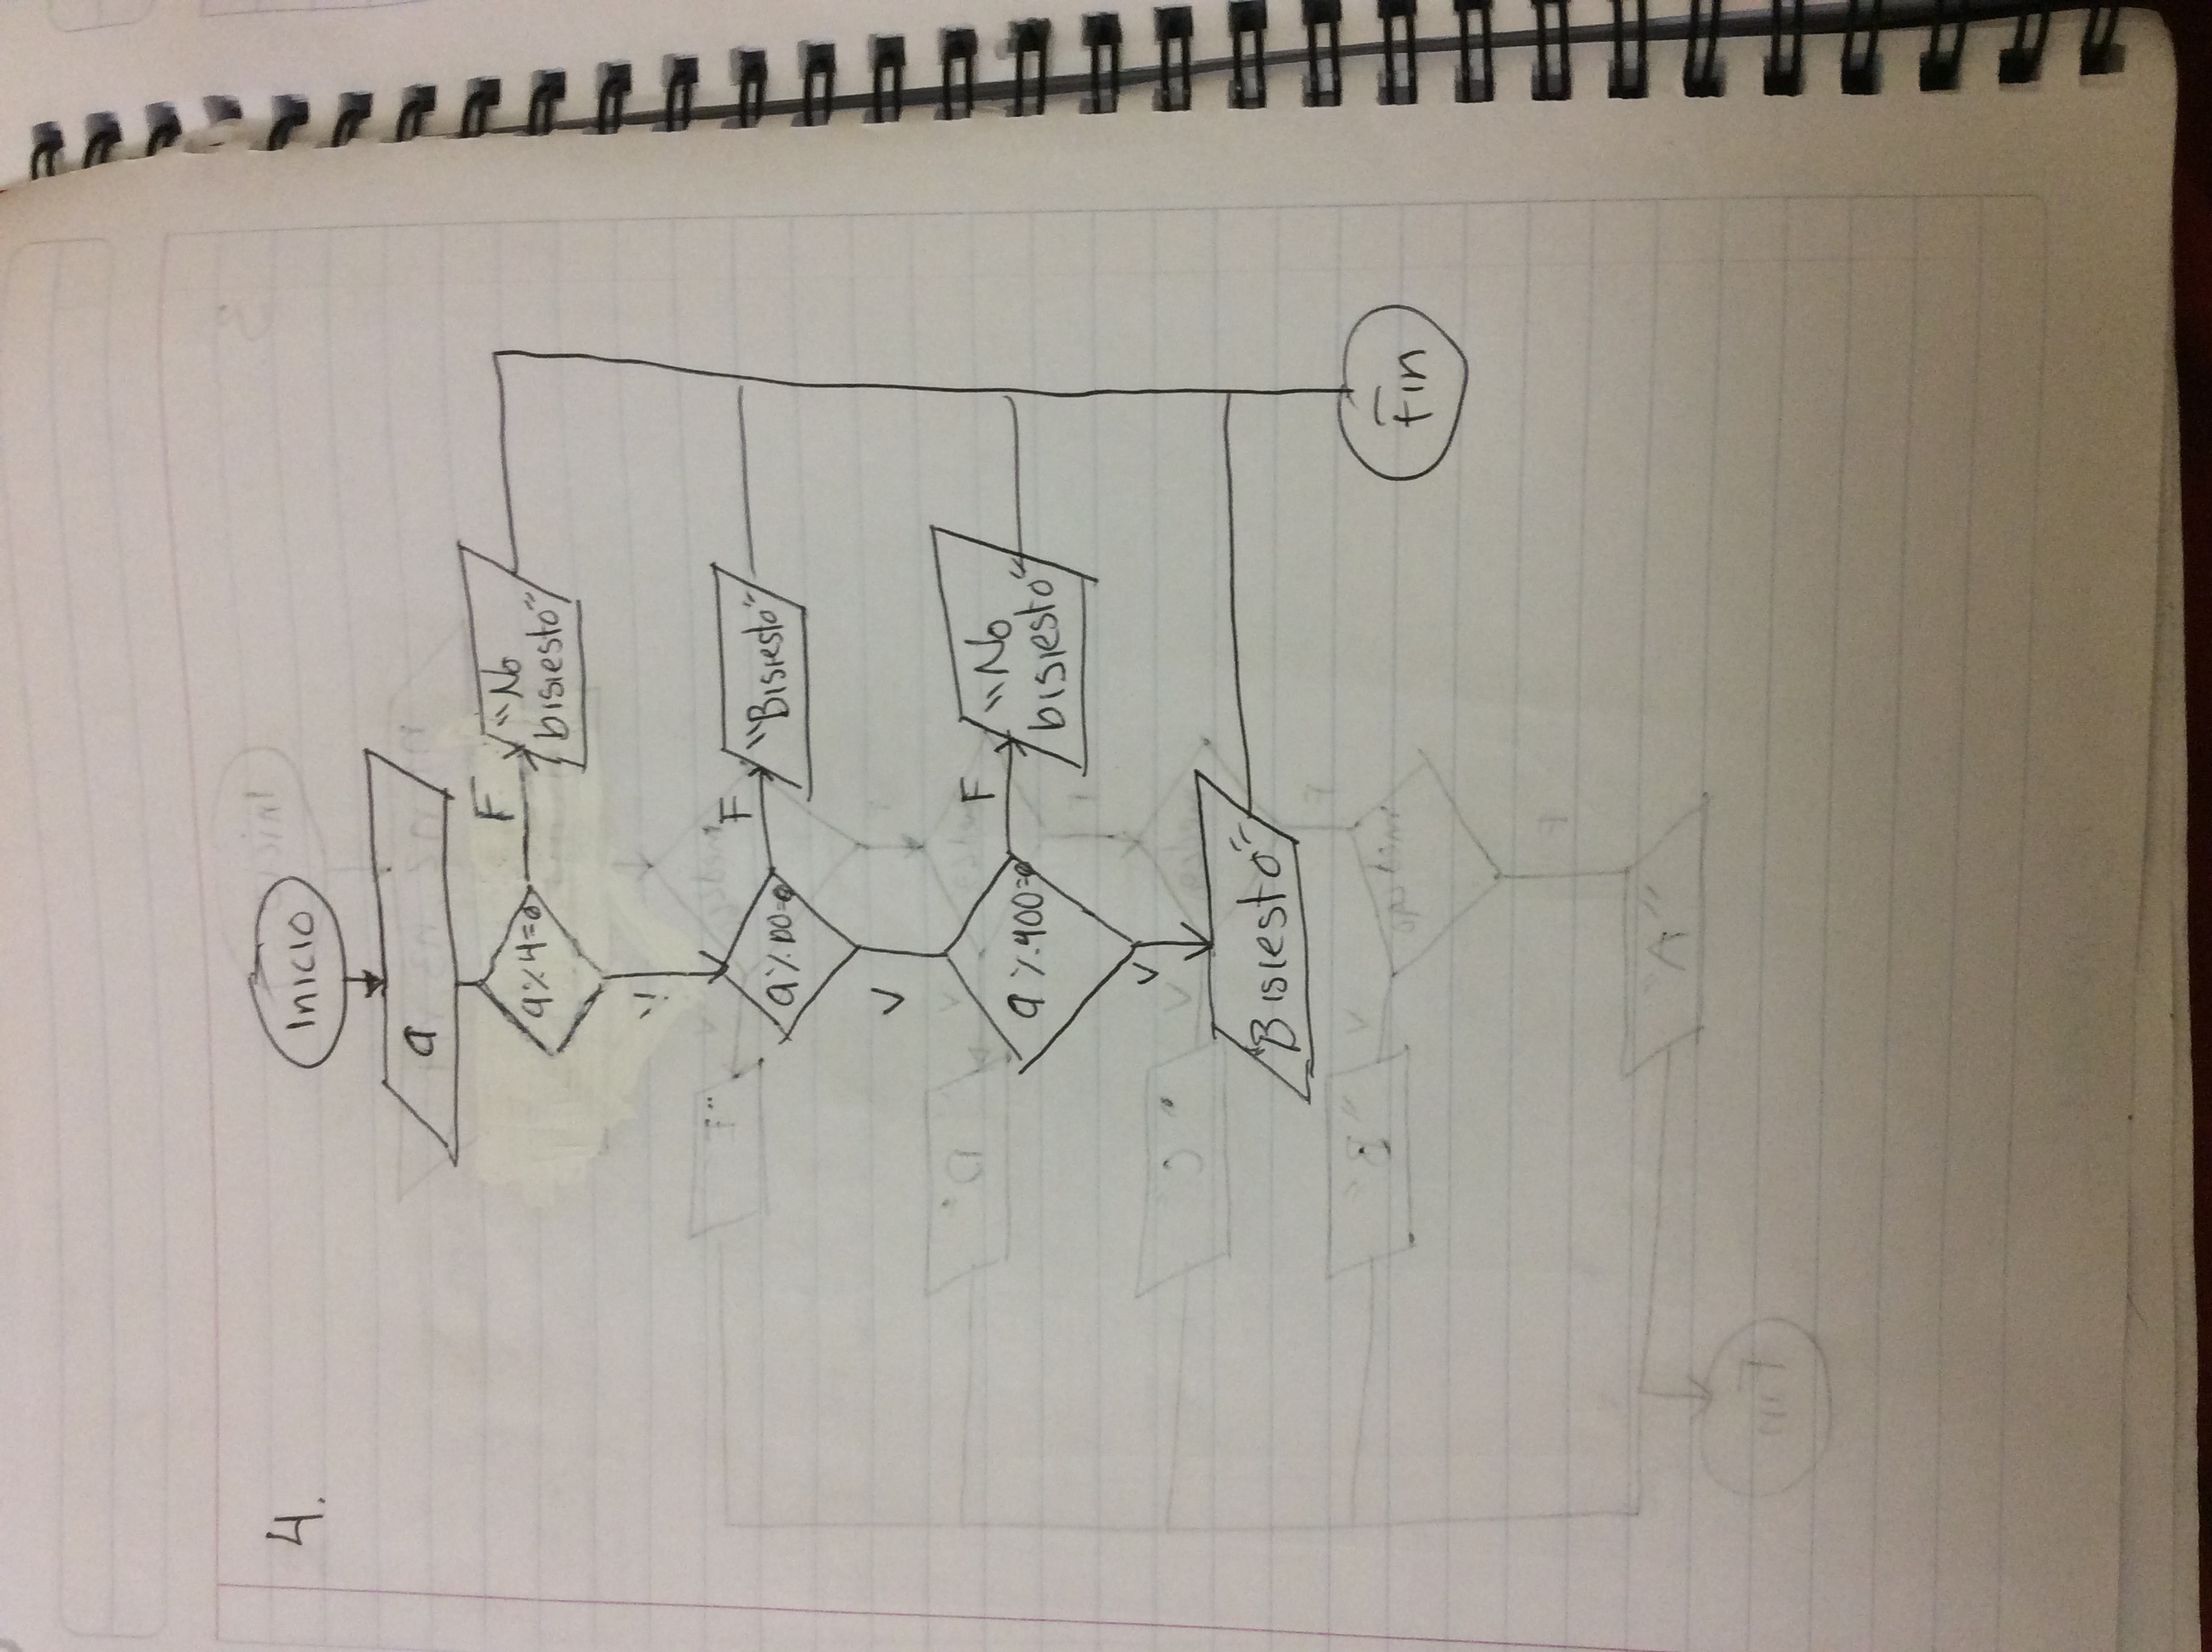 4.
Inicio
a
a%4=0
F
"No
bisiesto"
V
a%100=0
F
"Bisiesto"
V
a%400=0
F
"No
bisiesto"
V
"Bisiesto"
Fin